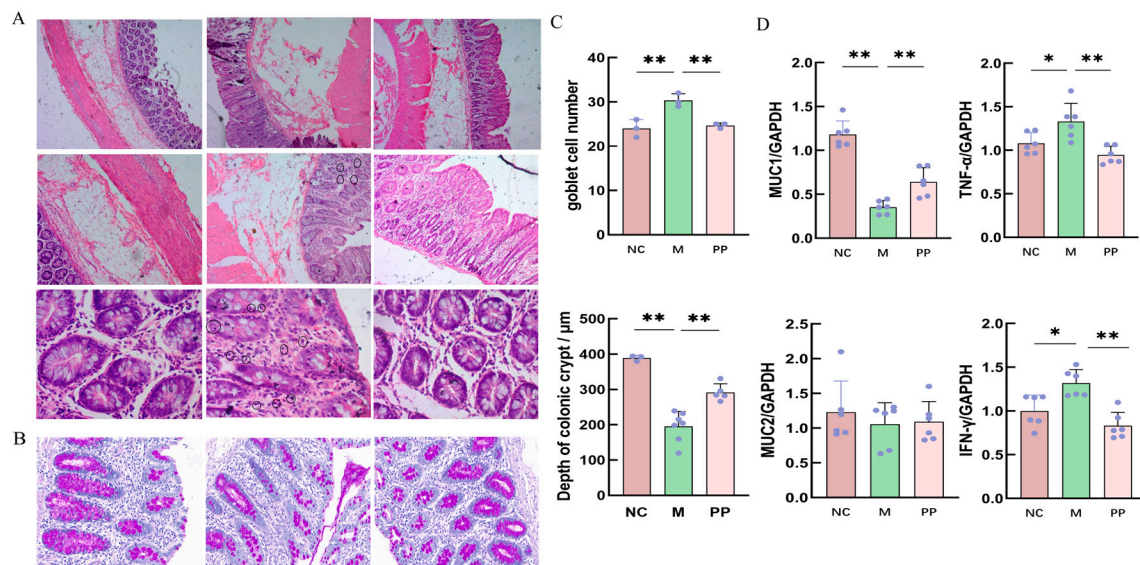 A
B
C
D
** **
goblet cell number
40
30
20
10
0
NC M PP
** **
MUC1/GAPDH
2.0
1.5
1.0
0.5
0.0
NC M PP
* **
TNF-α/GAPDH
2.0
1.5
1.0
0.5
0.0
NC M PP
** **
Depth of colonic crypt / μm
500
400
300
200
100
0
NC M PP
MUC2/GAPDH
2.5
2.0
1.5
1.0
0.5
0.0
NC M PP
* **
IFN-γ/GAPDH
2.0
1.5
1.0
0.5
0.0
NC M PP